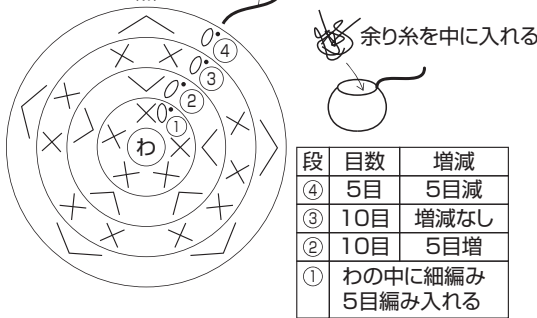 余り糸を中に入れる
④
③
②
①
わ
段 目数 増減
④ 5目 5目減
③ 10目 増減なし
② 10目 5目増
① わの中に細編み
5目編み入れる